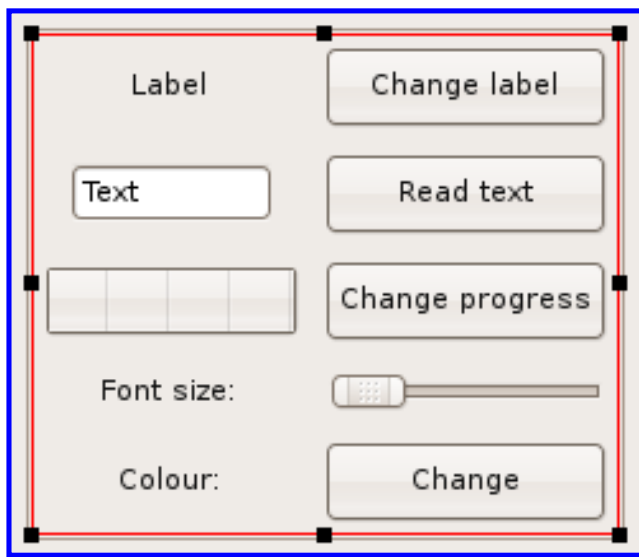 Label
Change label
Text
Read text
Change progress
Font size:
Colour:
Change